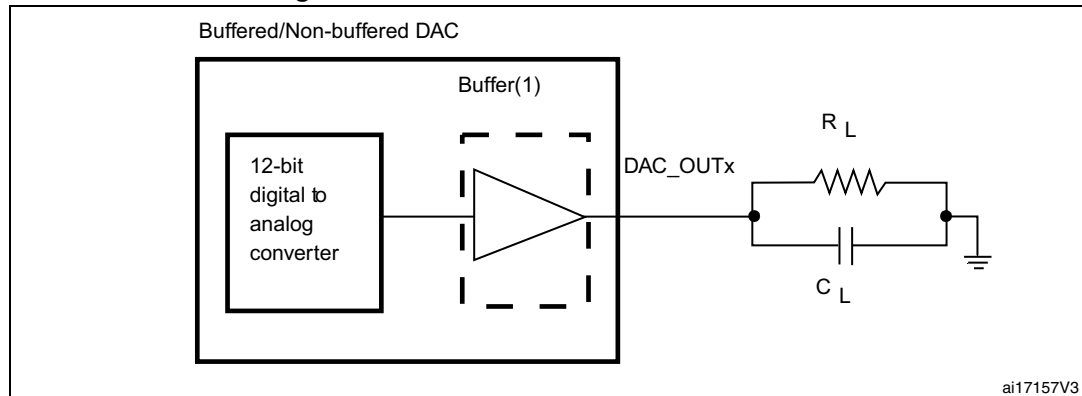 Buffered/Non-buffered DAC
Buffer(1)
12-bit
digital to
analog
converter
DAC_OUTx
R L
C L
ai17157V3